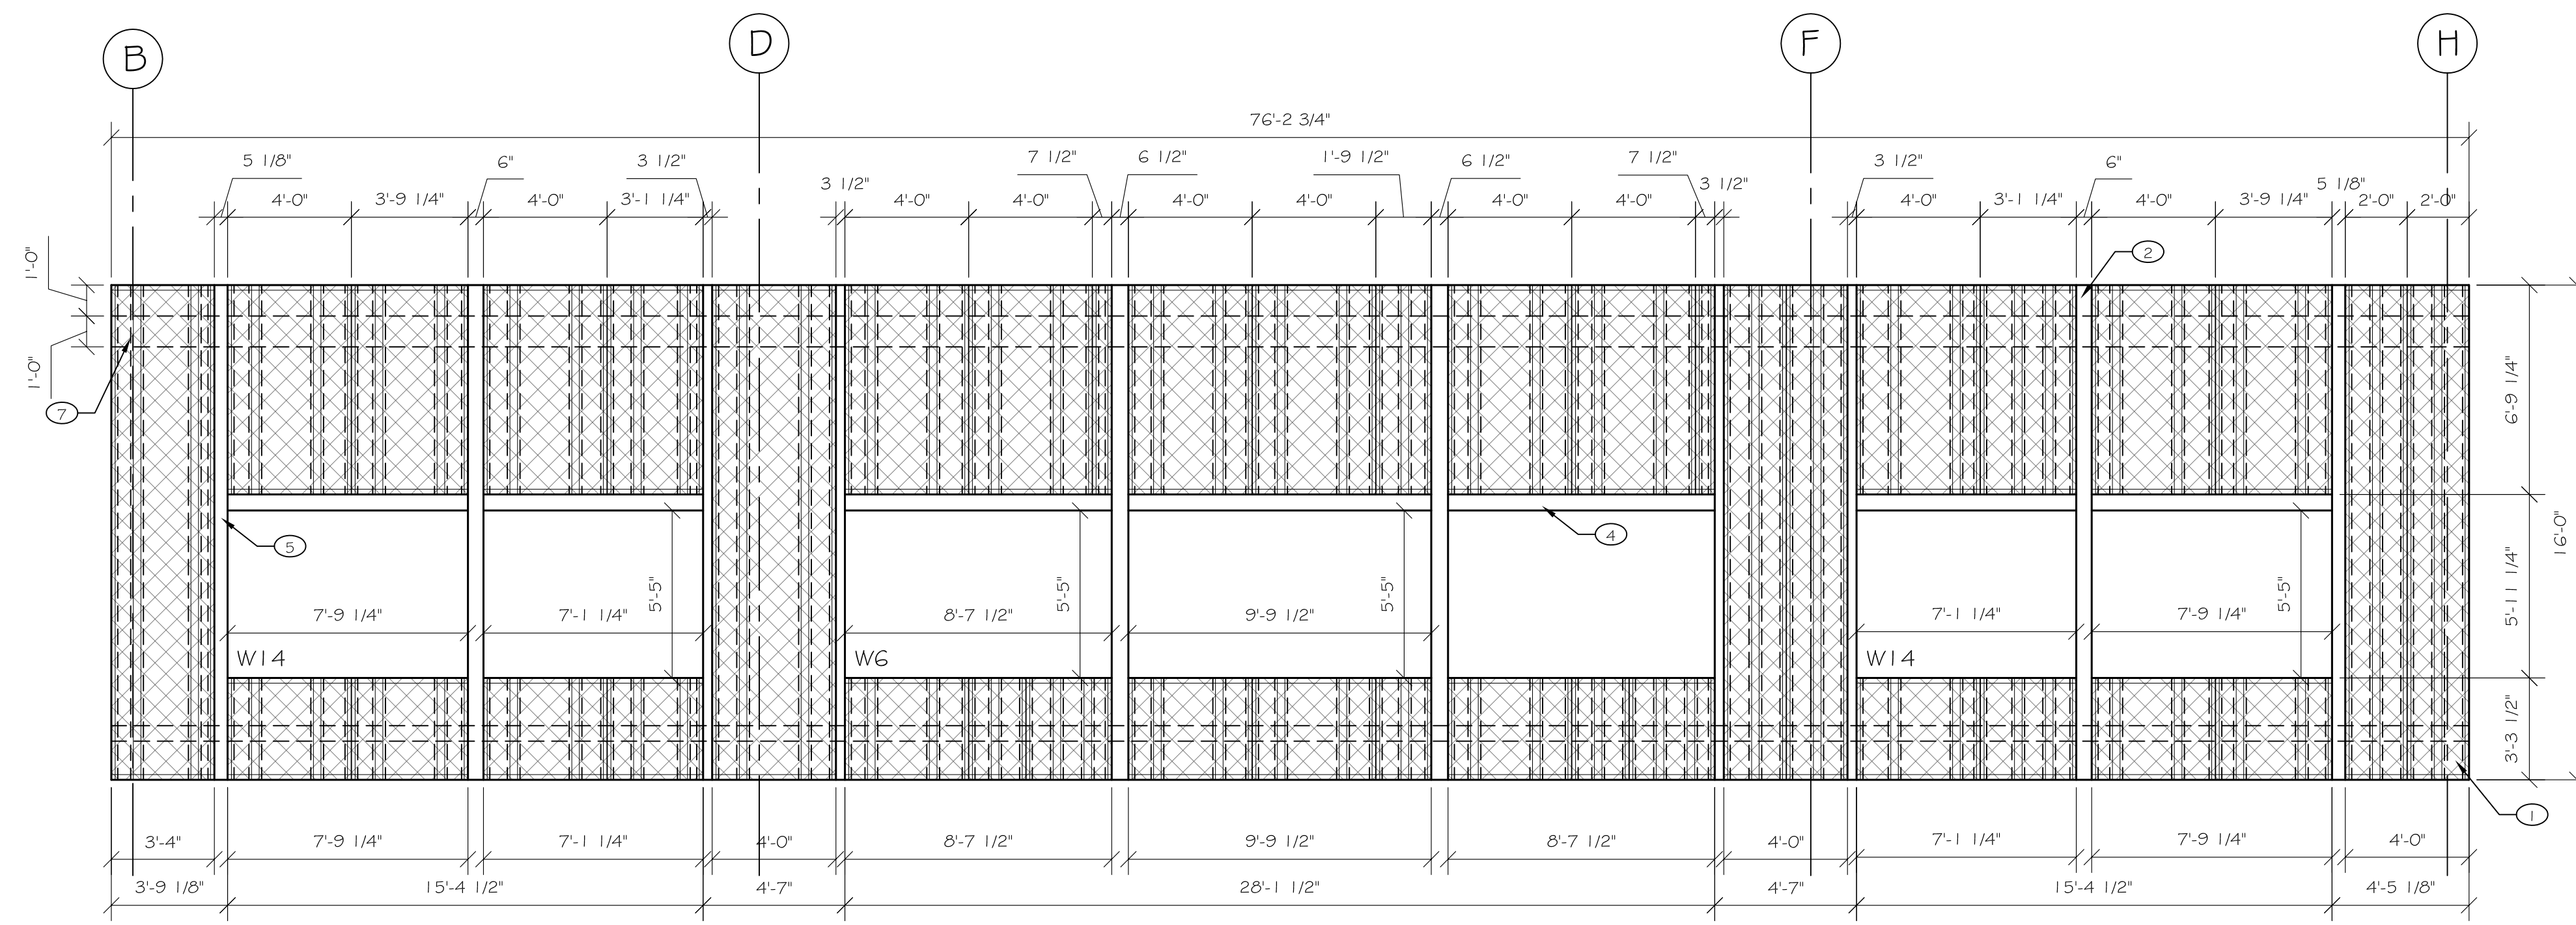 B D F H
76'-2 3/4"
5 1/8" 6" 3 1/2" 7 1/2" 6 1/2" 1'-9 1/2" 6 1/2" 7 1/2" 3 1/2" 6"
3 1/2" 3 1/2" 5 1/8"
4'-0" 3'-9 1/4" 4'-0" 3'-1 1/4" 4'-0" 4'-0" 4'-0" 4'-0" 4'-0" 4'-0" 4'-0" 3'-1 1/4" 4'-0" 3'-9 1/4" 2'-0" 2'-0"
1'-0"
2
1'-0"
6'-9 1/4"
7
4
5
16'-0"
5'-5" 5'-5" 5'-5" 5'-5"
5'-11 1/4"
7'-9 1/4" 7'-1 1/4" 8'-7 1/2" 9'-9 1/2" 7'-1 1/4" 7'-9 1/4"
W14 W6 W14
3'-3 1/2"
1
3'-4" 7'-9 1/4" 7'-1 1/4" 4'-0" 8'-7 1/2" 9'-9 1/2" 8'-7 1/2" 4'-0" 7'-1 1/4" 7'-9 1/4" 4'-0"
3'-9 1/8" 15'-4 1/2" 4'-7" 28'-1 1/2" 4'-7" 15'-4 1/2" 4'-5 1/8"